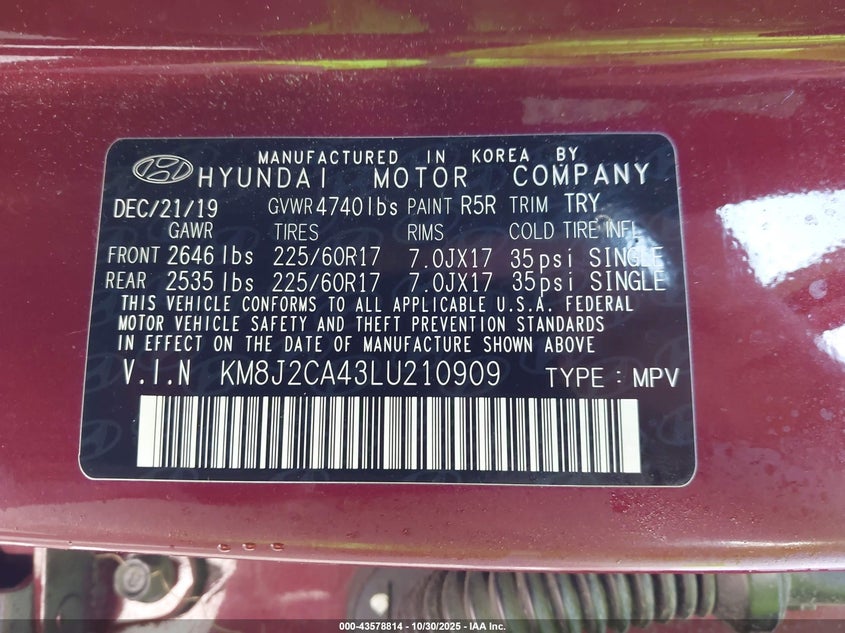 MANUFACTURED IN KOREA BY
HYUNDAI MOTOR COMPANY
DEC/21/19 GVWR 4740lbs PAINT R5R TRIM TRY
GAWR TIRES RIMS COLD TIRE INFL
FRONT 2646 lbs 225/60R17 7.0JX17 35psi SINGLE
REAR 2535 lbs 225/60R17 7.0JX17 35psi SINGLE
THIS VEHICLE CONFORMS TO ALL APPLICABLE U.S.A. FEDERAL
MOTOR VEHICLE SAFETY AND THEFT PREVENTION STANDARDS
IN EFFECT ON THE DATE OF MANUFACTURE SHOWN ABOVE
V.I.N KM8J2CA43LU210909 TYPE : MPV
000-43578814 - 10/30/2025 - IAA Inc.